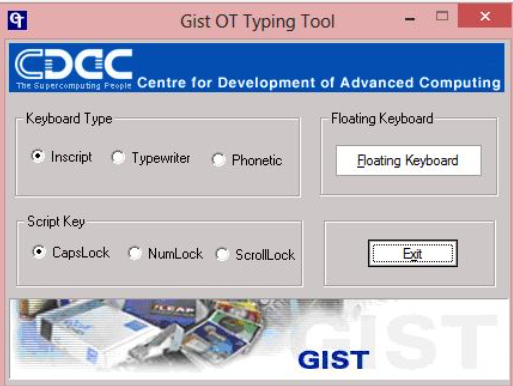 Gist OT Typing Tool
CDAC
The Supercomputing People
Centre for Development of Advanced Computing
Keyboard Type
Inscript
Typewriter
Phonetic
Floating Keyboard
Floating Keyboard
Script Key
CapsLock
NumLock
ScrollLock
Exit
iLEAP
GIST
GIST